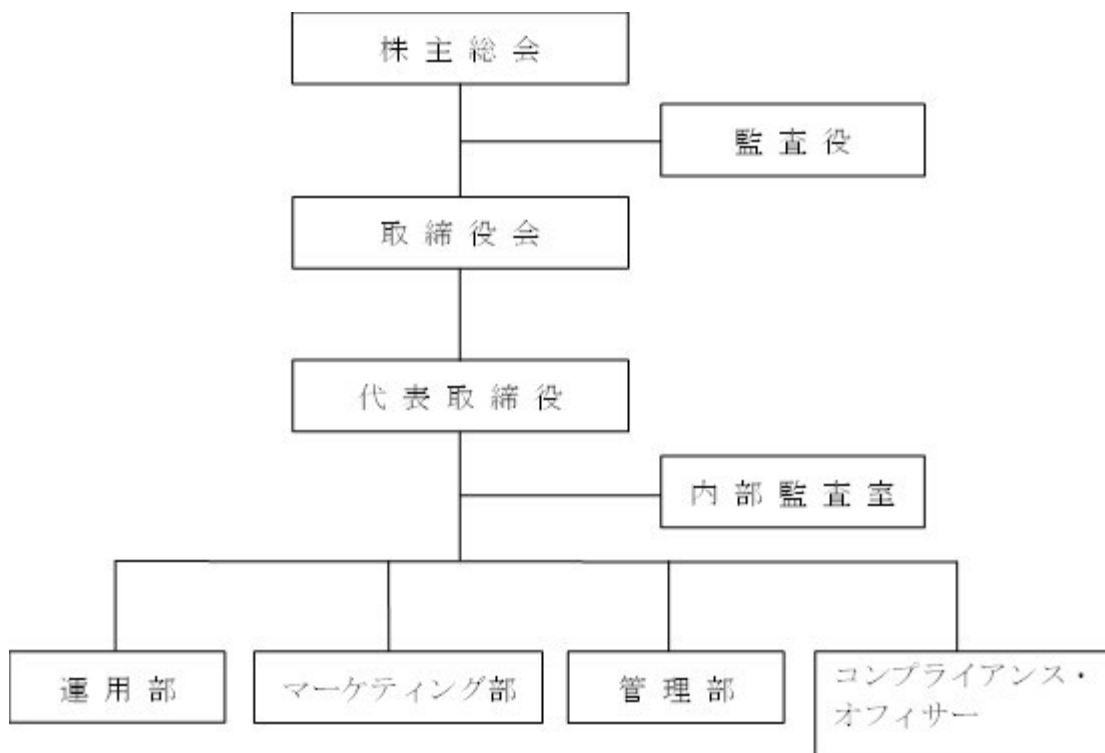 株主総会
監査役
取締役会
代表取締役
内部監査室
運用部
マーケティング部
管理部
コンプライアンス・
オフィサー